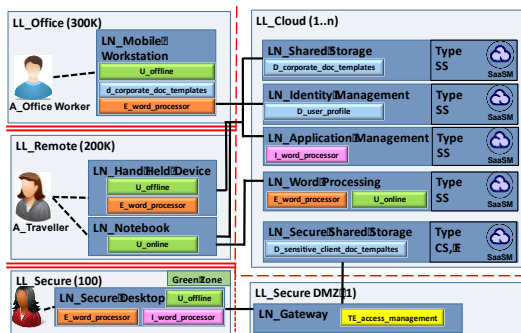 LL_Office (300K)
LN_Mobile
Workstation
U_offline
d_corporate_doc_templates
E_word_processor
A_Office Worker
LL_Remote (200K)
LN_Hand Held Device
U_offline
E_word_processor
LN_Notebook
U_online
A_Traveller
LL_Secure (100)
Green Zone
LN_Secure Desktop
U_offline
E_word_processor
I_word_processor
LL_Cloud (1..n)
LN_Shared Storage
D_corporate_doc_templates
Type
SS
SaaSM
LN_Identity Management
D_user_profile
Type
SS
SaaSM
LN_Application Management
I_word_processor
Type
SS
SaaSM
LN_Word Processing
E_word_processor
U_online
Type
SS
SaaSM
LN_Secure Shared Storage
D_sensitive_client_doc_tempaltes
Type
CS, E
SaaSM
LL_Secure DMZ (1)
LN_Gateway
TE_access_management